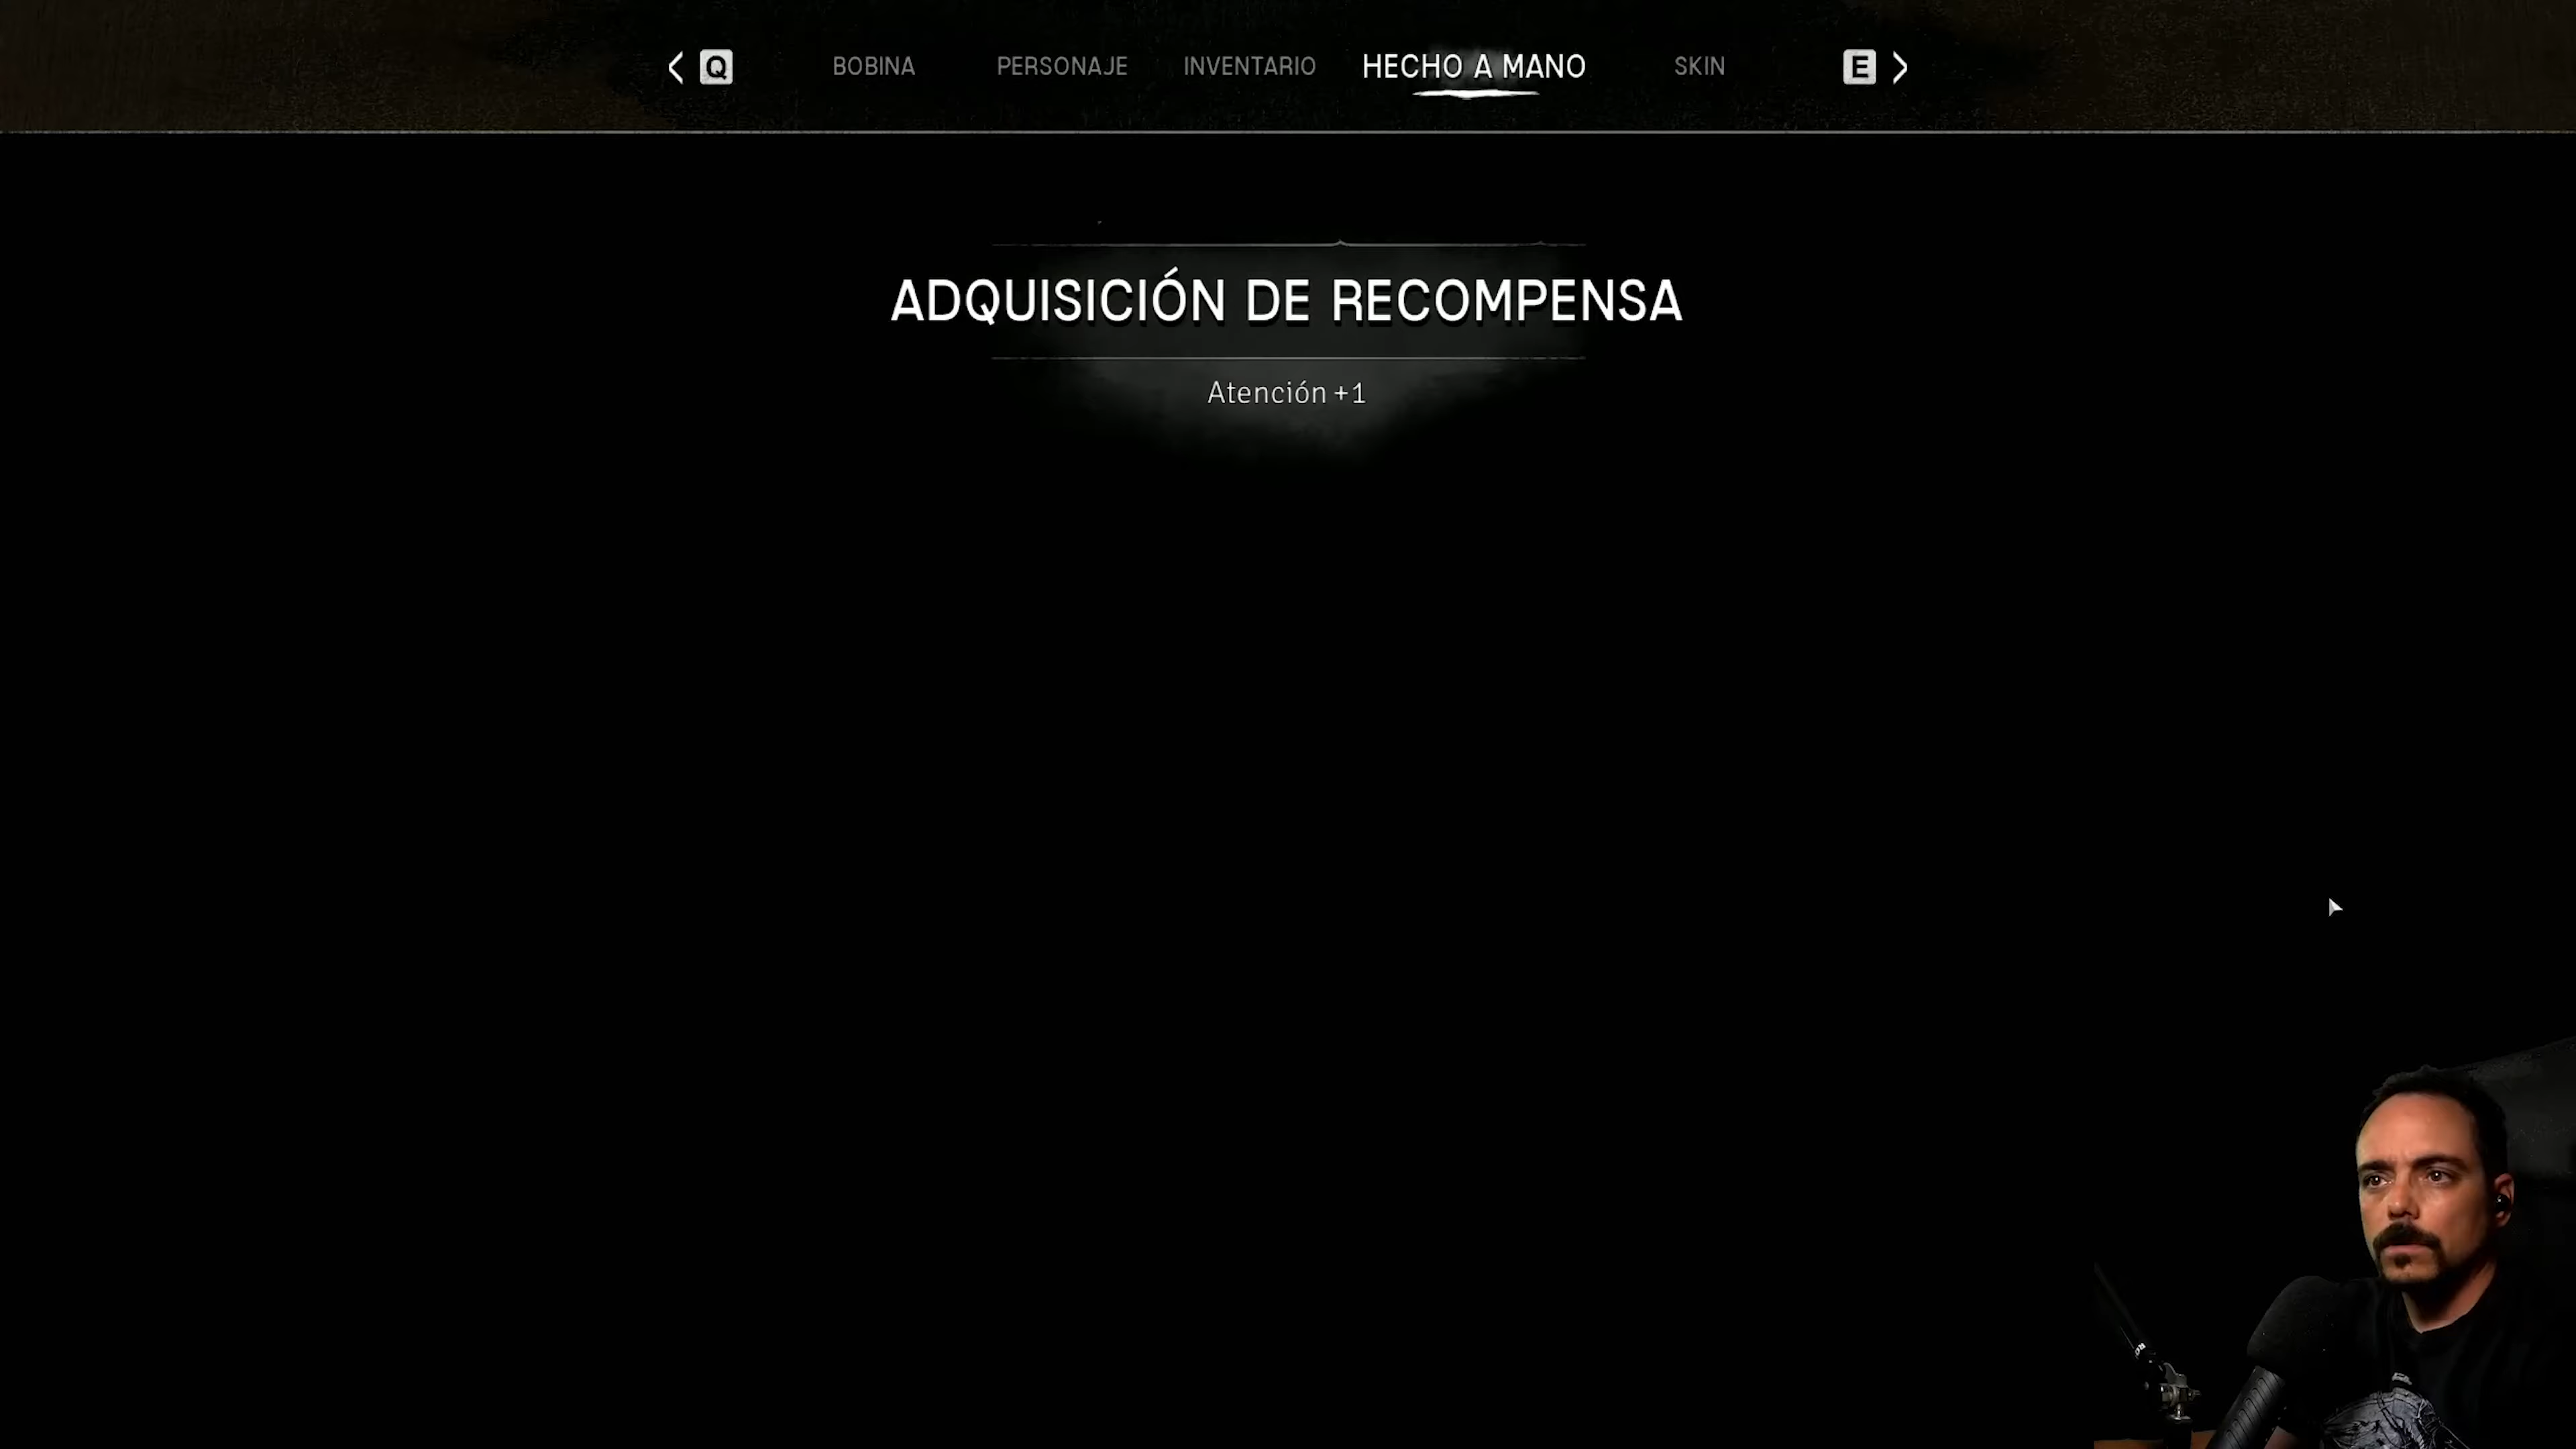 Q BOBINA PERSONAJE INVENTARIO HECHO A MANO SKIN E
ADQUISICIÓN DE RECOMPENSA
Atención +1